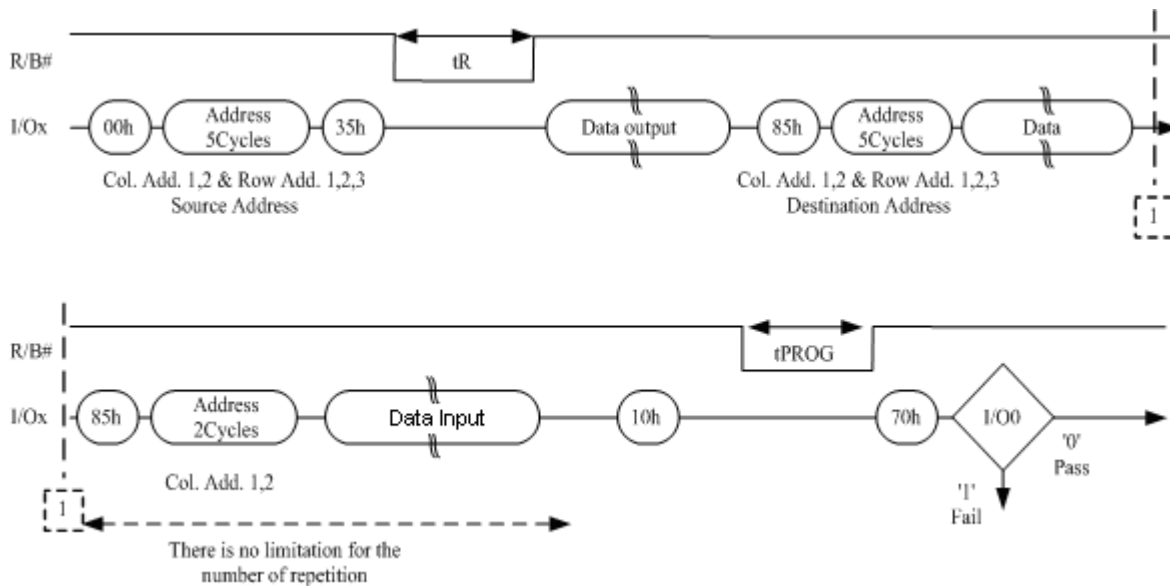 R/B#
tR
I/Ox
00h
Address
5Cycles
35h
Data output
85h
Address
5Cycles
Data
Col. Add. 1,2 & Row Add. 1,2,3
Source Address
Col. Add. 1,2 & Row Add. 1,2,3
Destination Address
1
R/B#
tPROG
I/Ox
85h
Address
2Cycles
Data Input
10h
70h
I/O0
'0'
Pass
Col. Add. 1,2
1
'1'
Fail
There is no limitation for the
number of repetition